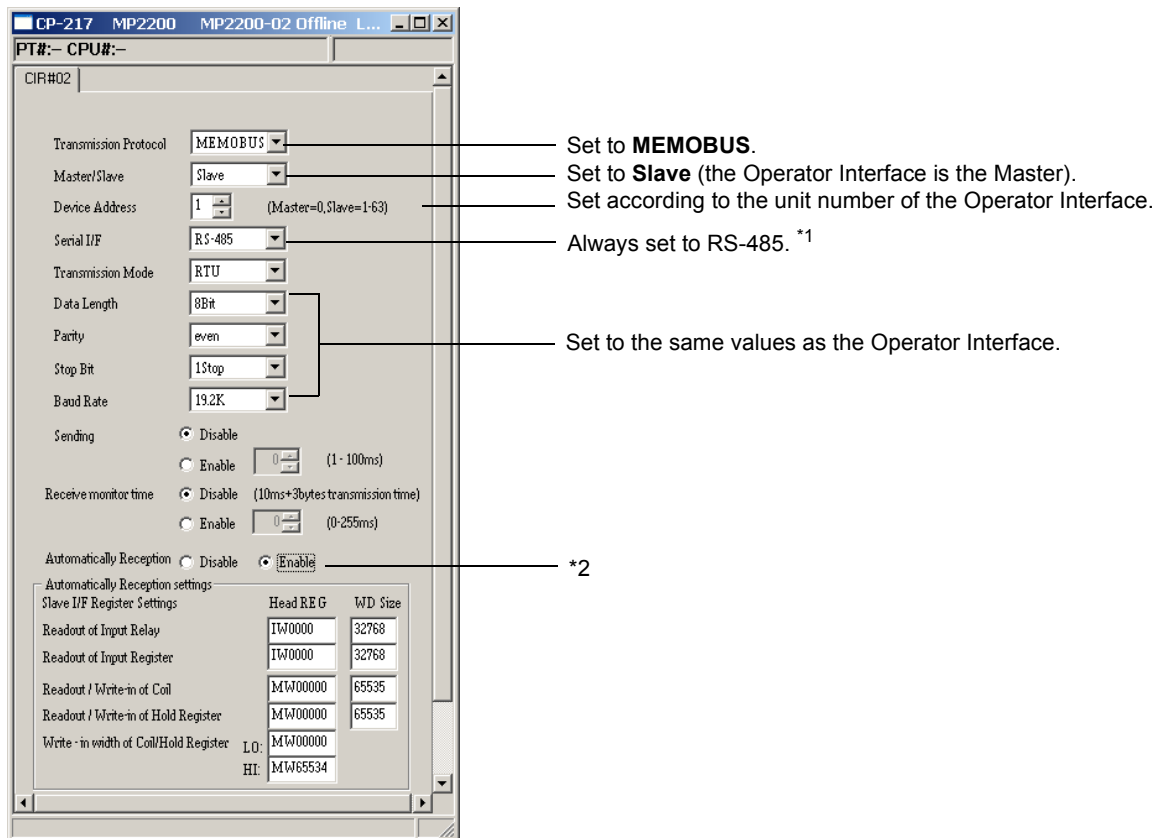 CP-217 MP2200 MP2200-02 Offline L...
PT#:– CPU#:–
CIR#02
Transmission Protocol MEMOBUS Set to MEMOBUS.
Master/Slave Slave Set to Slave (the Operator Interface is the Master).
Device Address 1 (Master=0,Slave=1-63) Set according to the unit number of the Operator Interface.
Serial I/F RS-485 Always set to RS-485. *1
Transmission Mode RTU
Data Length 8Bit
Parity even Set to the same values as the Operator Interface.
Stop Bit 1Stop
Baud Rate 19.2K
Sending Disable
Enable 0 (1 - 100ms)
Receive monitor time Disable (10ms+3bytes transmission time)
Enable 0 (0-255ms)
Automatically Reception Disable Enable *2
Automatically Reception settings
Slave I/F Register Settings Head REG WD Size
Readout of Input Relay IW0000 32768
Readout of Input Register IW0000 32768
Readout / Write-in of Coil MW00000 65535
Readout / Write-in of Hold Register MW00000 65535
Write - in width of Coil/Hold Register LO: MW00000
HI: MW65534